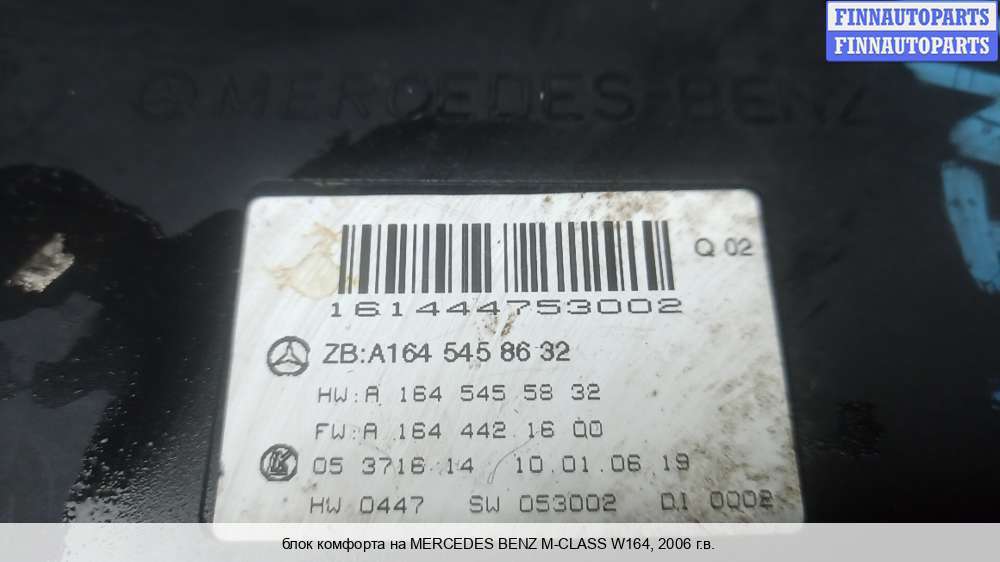 FINNAUTOPARTS
FINNAUTOPARTS
MERCEDES-BENZ
Q 02
161444753002
ZB:A164 545 86 32
HW:A 164 545 58 32
FW:A 164 442 16 00
05 3716 14 10.01.06 19
HW 0447 SW 053002 DI 0002
блок комфорта на MERCEDES BENZ M-CLASS W164, 2006 г.в.